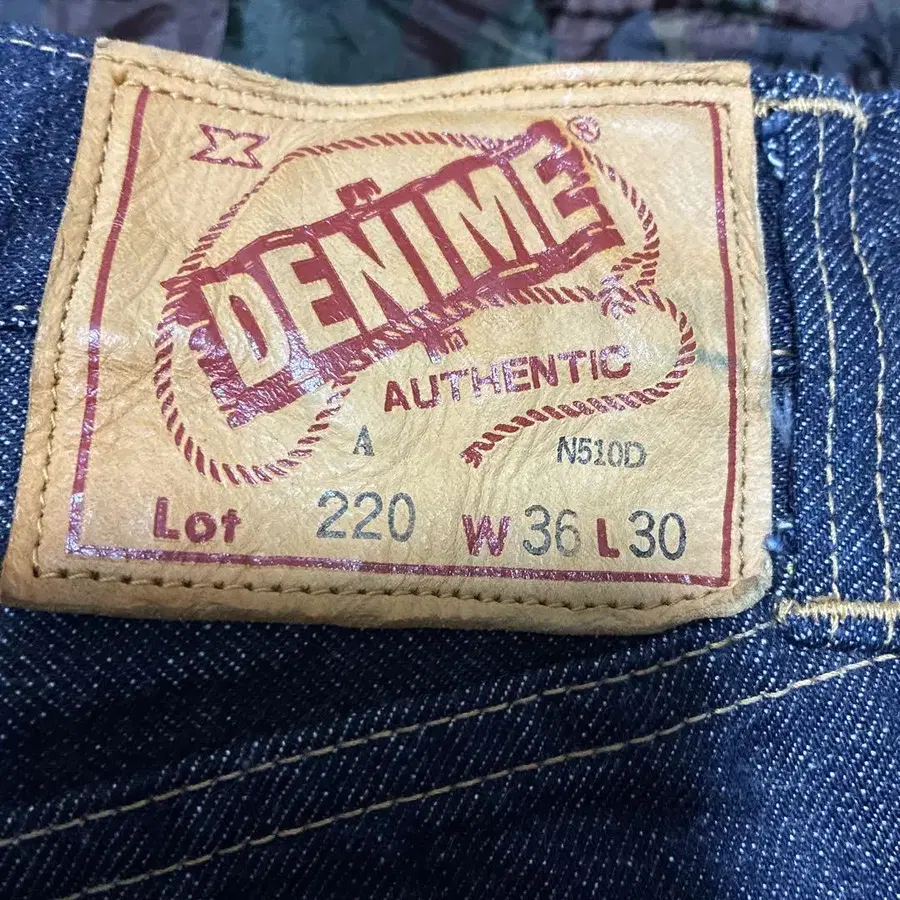 DENIME®
AUTHENTIC
A N510D
Lot 220 W 36 L 30